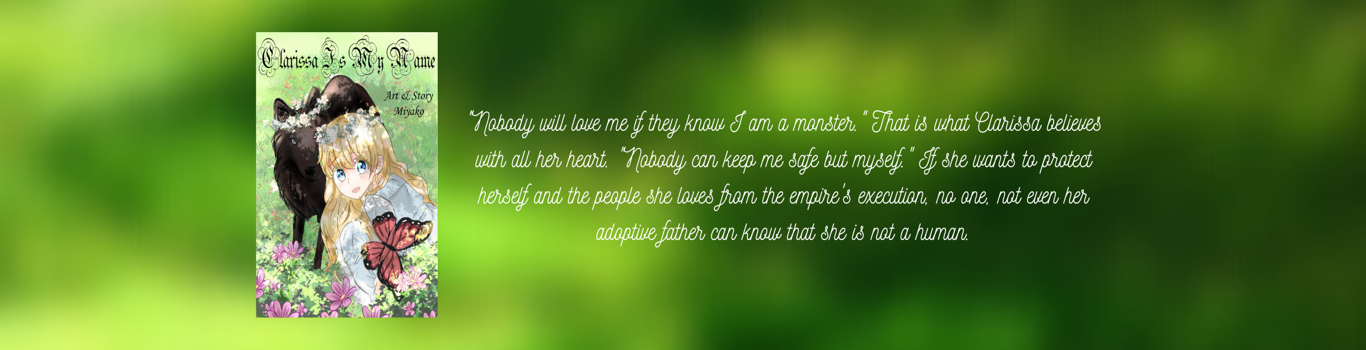 Clarissa Is My Name
Art & Story
Miyako
"Nobody will love me if they know I am a monster." That is what Clarissa believes
with all her heart. "Nobody can keep me safe but myself." If she wants to protect
herself and the people she loves from the empire's execution, no one, not even her
adoptive father can know that she is not a human.